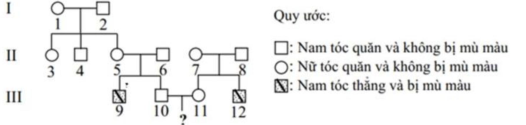 I
1 2
Quy ước:
II
3 4 5 6 7 8
□: Nam tóc quăn và không bị mù màu
○: Nữ tóc quăn và không bị mù màu
: Nam tóc thẳng và bị mù màu
III
9 10 ? 11 12